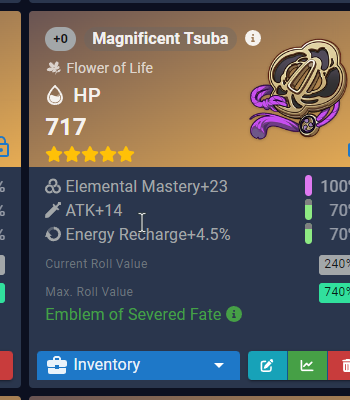 +0 Magnificent Tsuba
Flower of Life
HP
717
Elemental Mastery+23 100%
ATK+14 70%
Energy Recharge+4.5% 70%
Current Roll Value 240%
Max. Roll Value 740%
Emblem of Severed Fate
Inventory